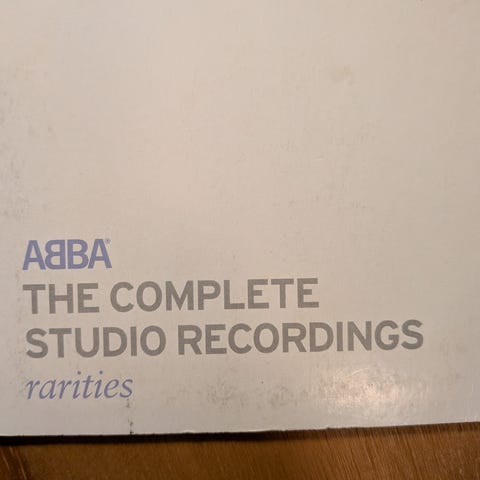 ABBA®
THE COMPLETE
STUDIO RECORDINGS
rarities